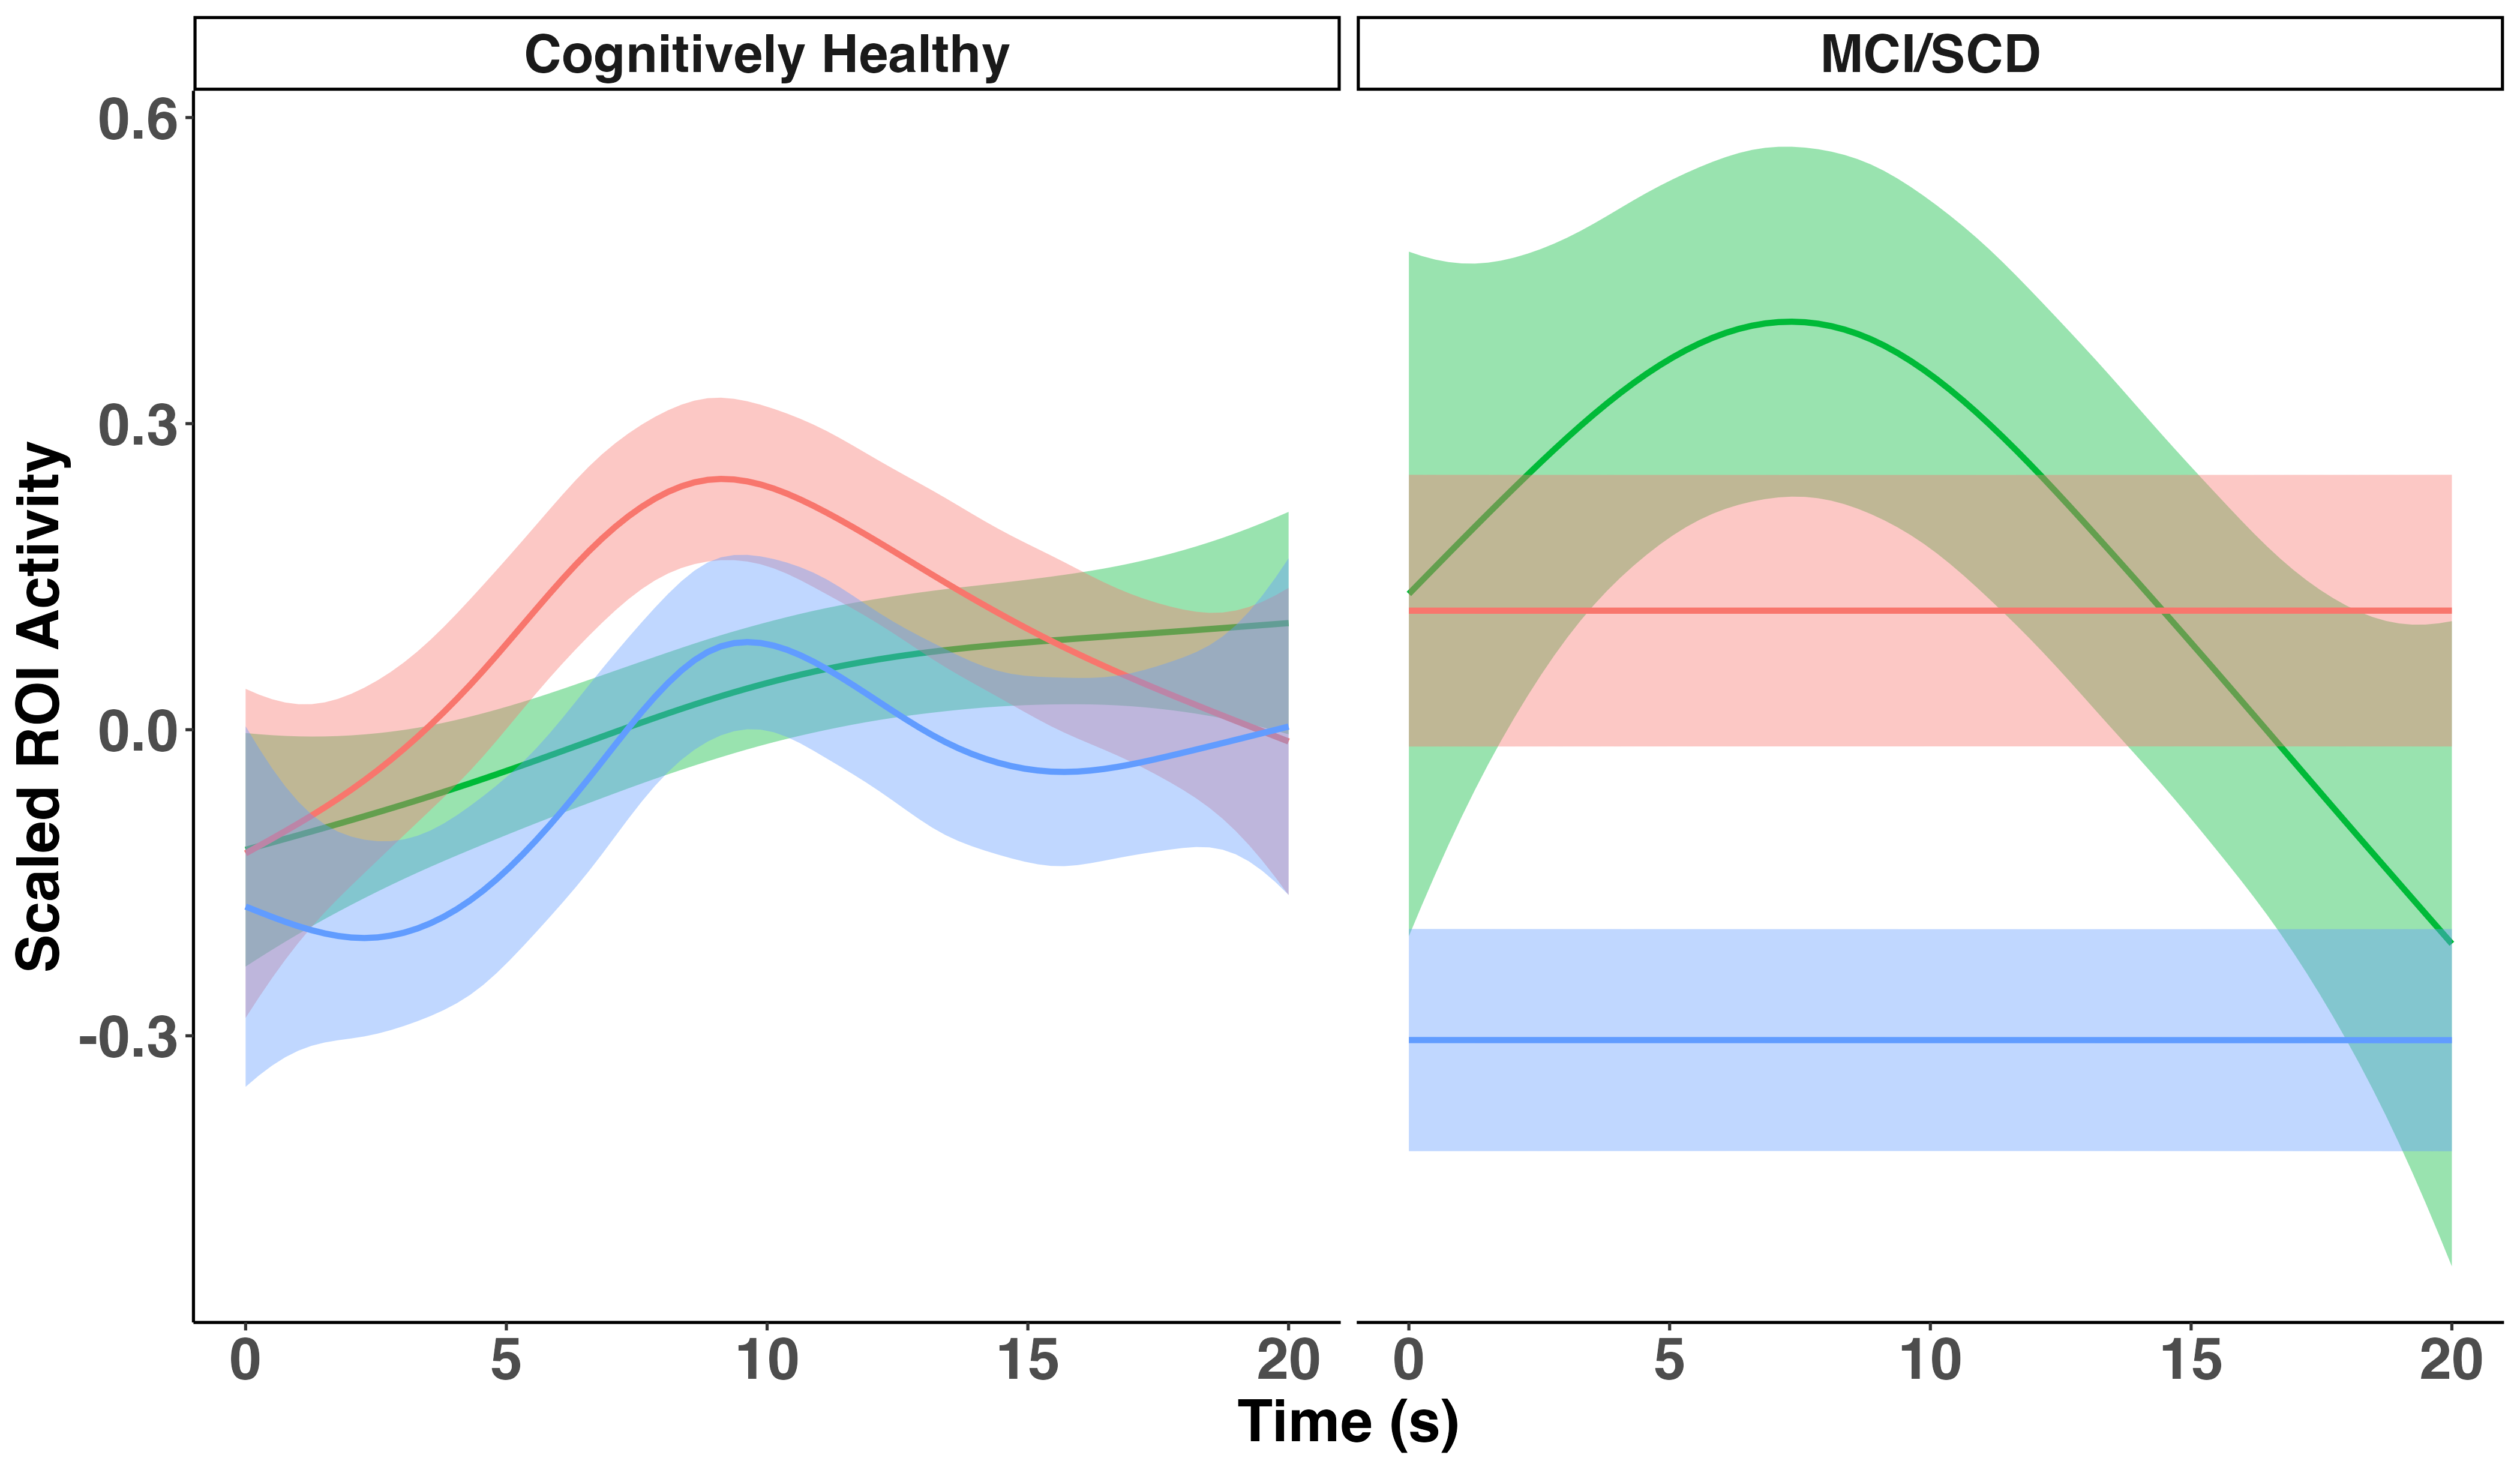 Cognitively Healthy
MCI/SCD
Scaled ROI Activity
0.6
0.3
0.0
-0.3
0 5 10 15 20
0 5 10 15 20
Time (s)